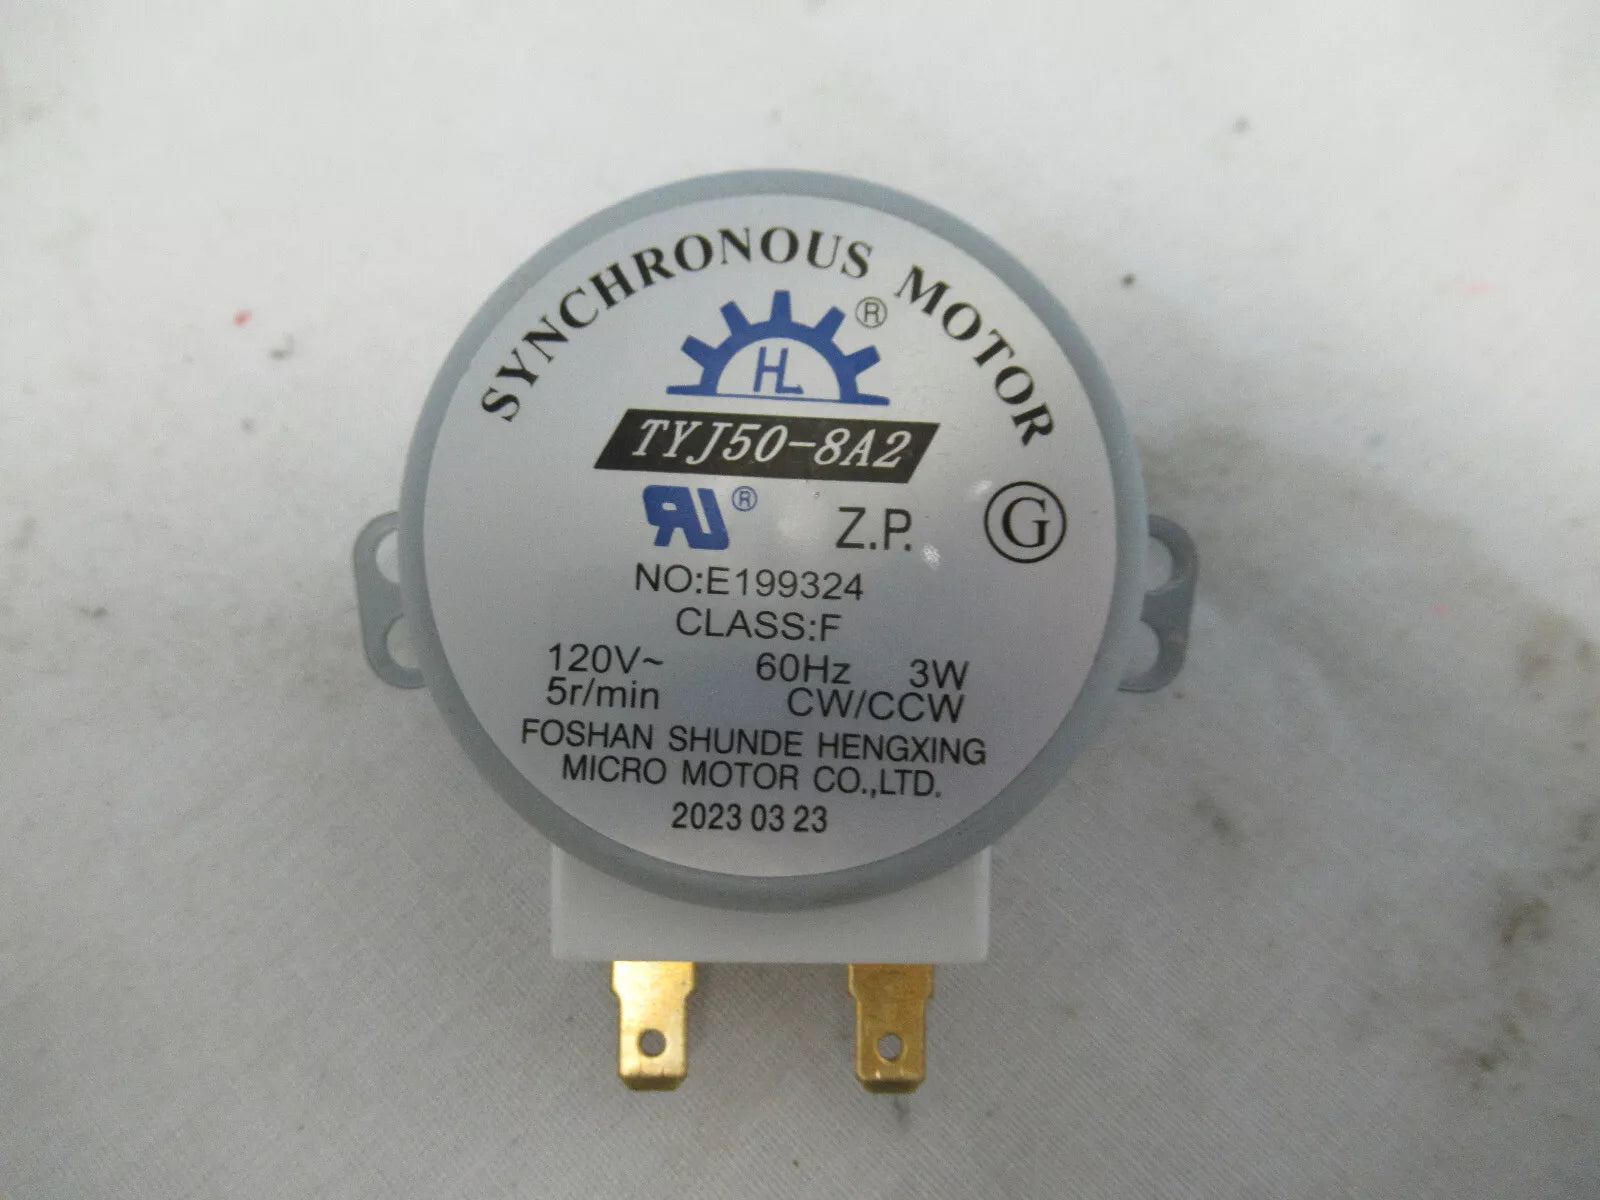 SYNCHRONOUS MOTOR
HL ®
TYJ50-8A2
RU ® Z.P. G
NO:E199324
CLASS:F
120V~ 60Hz 3W
5r/min CW/CCW
FOSHAN SHUNDE HENGXING
MICRO MOTOR CO.,LTD.
2023 03 23